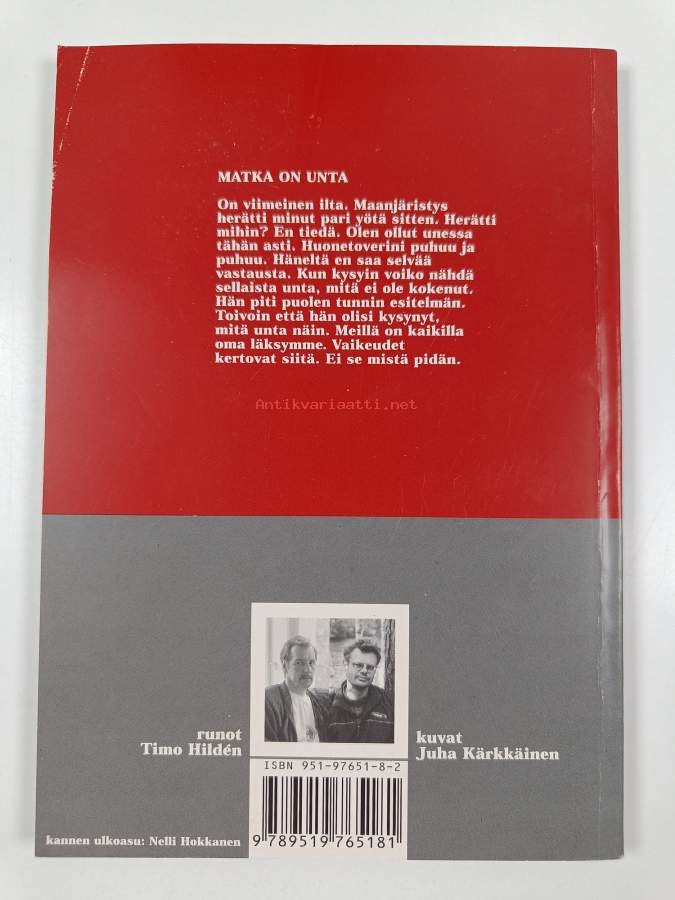 MATKA ON UNTA
On viimeinen ilta. Maanjäristys
herätti minut pari yötä sitten. Herätti
mihin? En tiedä. Olen ollut unessa
tähän asti. Huonetoverini puhuu ja
puhuu. Häneltä en saa selvää
vastausta. Kun kysyin voiko nähdä
sellaista unta, mitä ei ole kokenut.
Hän piti puolen tunnin esitelmän.
Toivoin että hän olisi kysynyt,
mitä unta näin. Meillä on kaikilla
oma läksymme. Vaikeudet
kertovat siitä. Ei se mistä pidän.
Antikvariaatti.net
runot
Timo Hildén
kuvat
Juha Kärkkäinen
ISBN 951-97651-8-2
9 789519 765181
kannen ulkoasu: Nelli Hokkanen